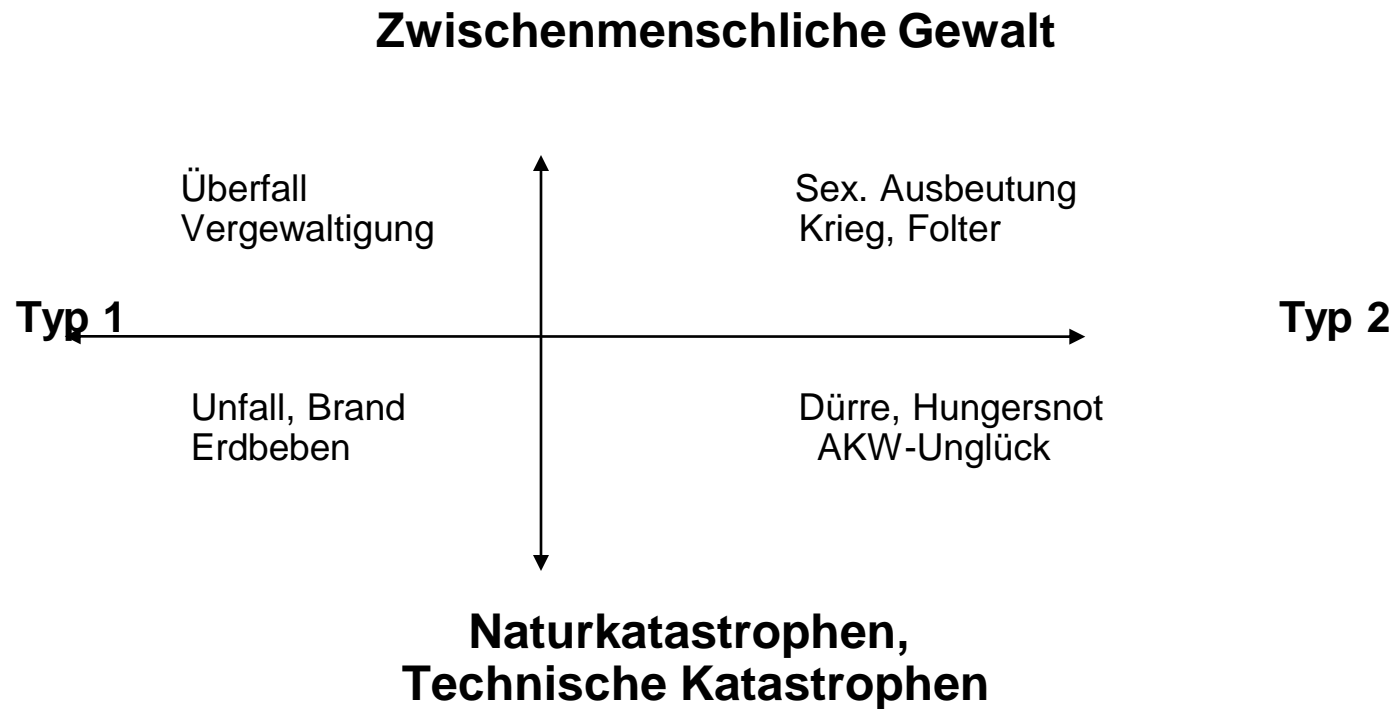 Zwischenmenschliche Gewalt
Überfall
Vergewaltigung
Sex. Ausbeutung
Krieg, Folter
Typ 1
Typ 2
Unfall, Brand
Erdbeben
Dürre, Hungersnot
AKW-Unglück
Naturkatastrophen,
Technische Katastrophen